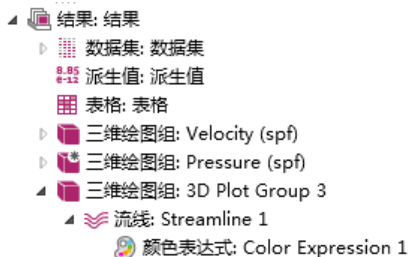 结果: 结果
数据集: 数据集
8.85
e-12
派生值: 派生值
表格: 表格
三维绘图组: Velocity (spf)
三维绘图组: Pressure (spf)
三维绘图组: 3D Plot Group 3
流线: Streamline 1
颜色表达式: Color Expression 1